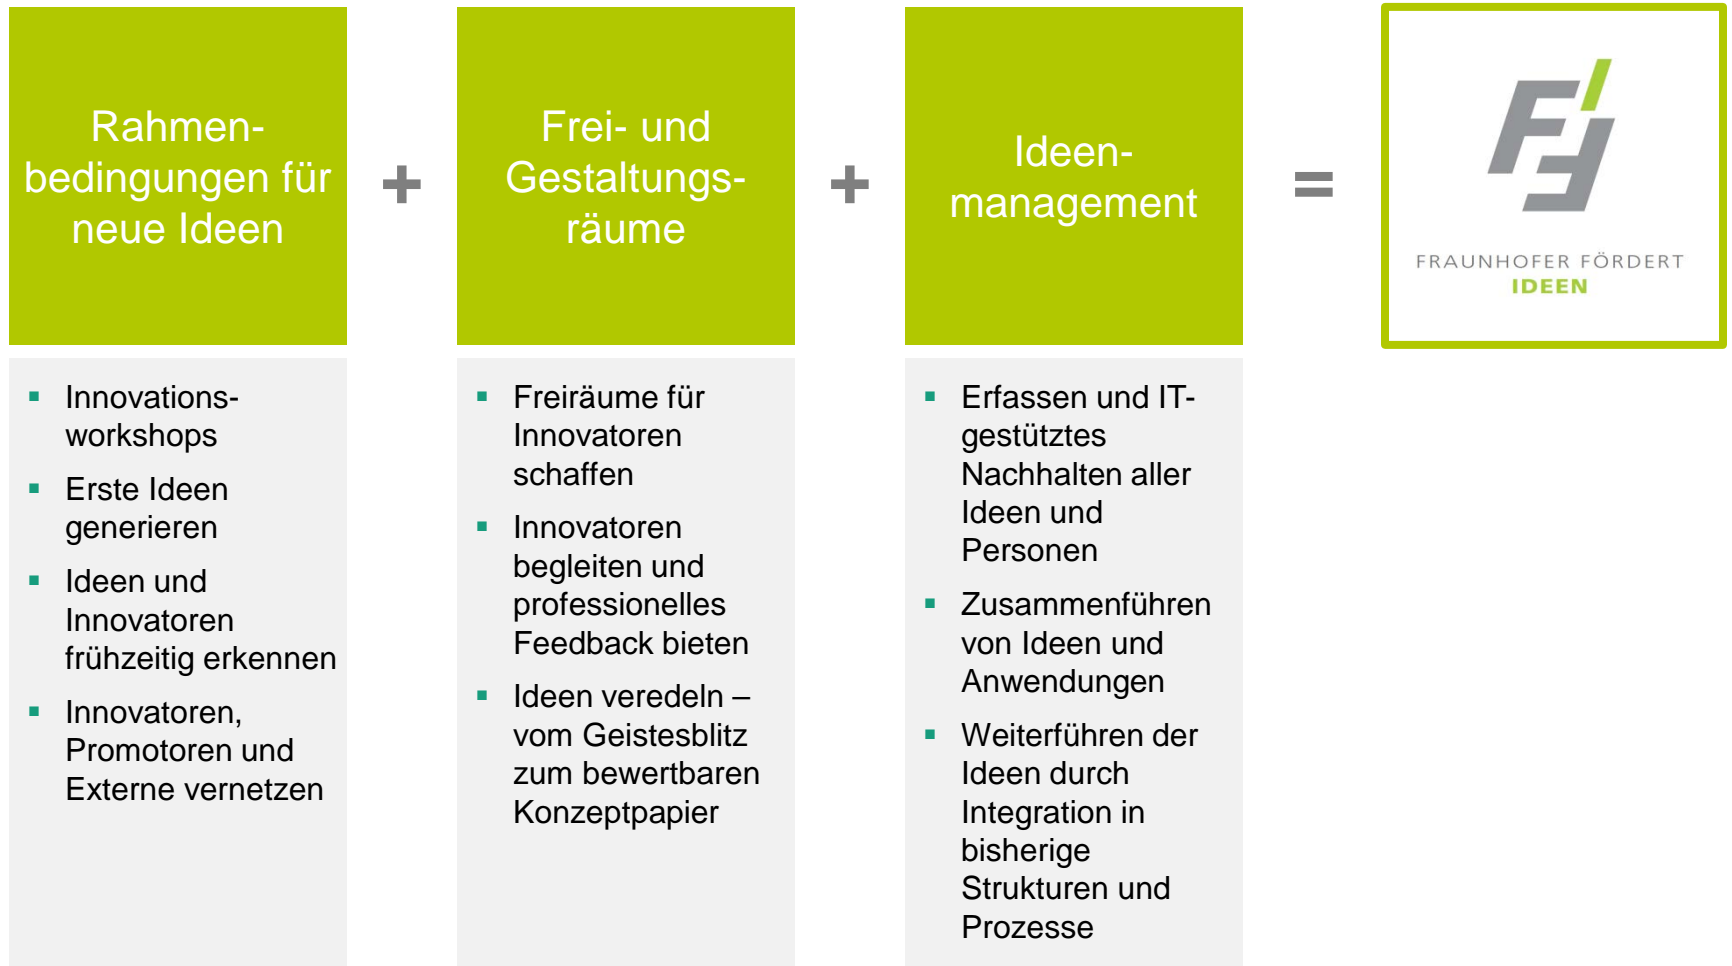 Rahmen-
bedingungen für
neue Ideen
+
Frei- und
Gestaltungs-
räume
+
Ideen-
management
=
FRAUNHOFER FÖRDERT
IDEEN
▪ Innovations-
workshops
▪ Erste Ideen
generieren
▪ Ideen und
Innovatoren
frühzeitig erkennen
▪ Innovatoren,
Promotoren und
Externe vernetzen
▪ Freiräume für
Innovatoren
schaffen
▪ Innovatoren
begleiten und
professionelles
Feedback bieten
▪ Ideen veredeln –
vom Geistesblitz
zum bewertbaren
Konzeptpapier
▪ Erfassen und IT-
gestütztes
Nachhalten aller
Ideen und
Personen
▪ Zusammenführen
von Ideen und
Anwendungen
▪ Weiterführen der
Ideen durch
Integration in
bisherige
Strukturen und
Prozesse